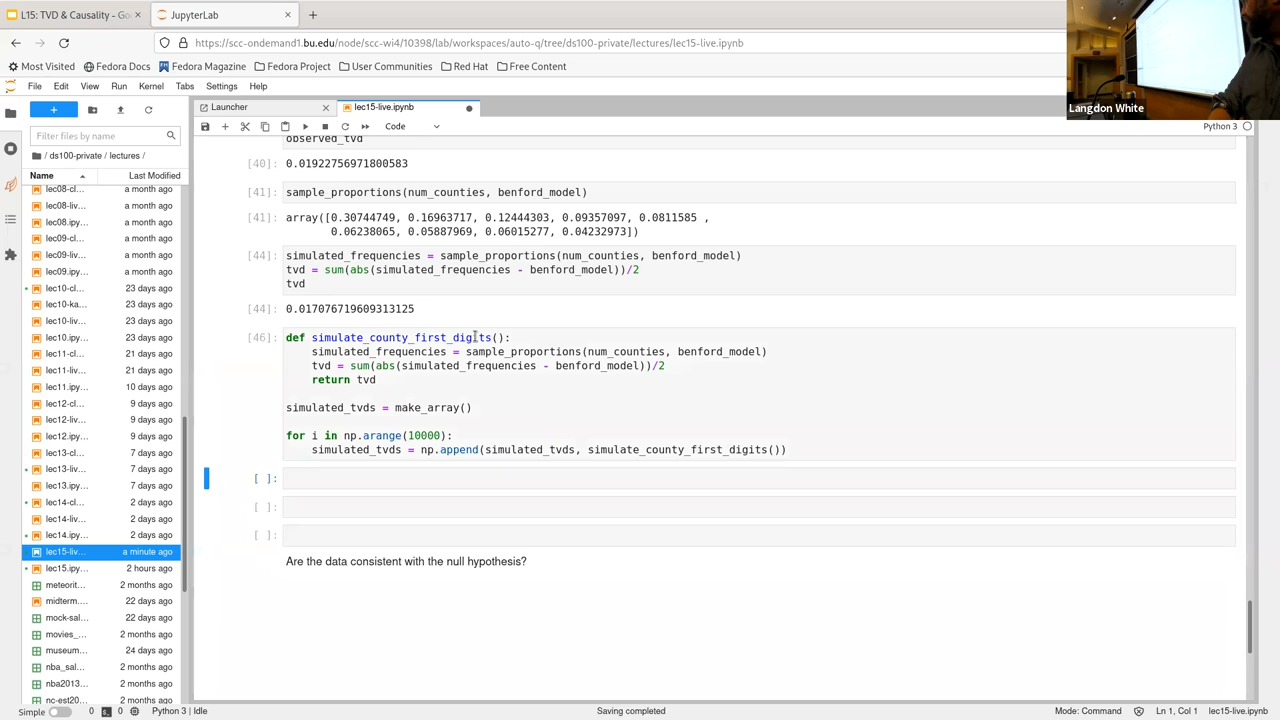 L15: TVD & Causality - Go
JupyterLab
https://scc-ondemand1.bu.edu/node/scc-wi4/10398/lab/workspaces/auto-q/tree/ds100-private/lectures/lec15-live.ipynb
Most Visited Fedora Docs Fedora Magazine Fedora Project User Communities Red Hat Free Content
File Edit View Run Kernel Tabs Settings Help
Langdon White
Launcher
lec15-live.ipynb
Code
Python 3
Filter files by name
/ ds100-private / lectures /
Name Last Modified
lec08-cl... a month ago
lec08-liv... a month ago
lec08.ipy... a month ago
lec09-cl... a month ago
lec09-liv... a month ago
lec09.ipy... a month ago
lec10-cl... 23 days ago
lec10-ka... 23 days ago
lec10-liv... 23 days ago
lec10.ipy... 23 days ago
lec11-cl... 21 days ago
lec11-liv... 21 days ago
lec11.ipy... 10 days ago
lec12-cl... 9 days ago
lec12-liv... 9 days ago
lec12.ipy... 9 days ago
lec13-cl... 7 days ago
lec13-liv... 7 days ago
lec13.ipy... 7 days ago
lec14-cl... 2 days ago
lec14-liv... 2 days ago
lec14.ipy... 2 days ago
lec15-liv... a minute ago
lec15.ipy... 2 hours ago
meteorit... 2 months ago
midterm.... 22 days ago
mock-sal... 22 days ago
movies_... 2 months ago
museum... 24 days ago
nba_sal... 2 months ago
nba2013... 2 months ago
nc-est20... 2 months ago
observed_tvd
[40]: 0.01922756971800583
[41]: sample_proportions(num_counties, benford_model)
[41]: array([0.30744749, 0.16963717, 0.12444303, 0.09357097, 0.0811585 ,
0.06238065, 0.05887969, 0.06015277, 0.04232973])
[44]: simulated_frequencies = sample_proportions(num_counties, benford_model)
tvd = sum(abs(simulated_frequencies - benford_model))/2
tvd
[44]: 0.017076719609313125
[46]: def simulate_county_first_digits():
simulated_frequencies = sample_proportions(num_counties, benford_model)
tvd = sum(abs(simulated_frequencies - benford_model))/2
return tvd
simulated_tvds = make_array()
for i in np.arange(10000):
simulated_tvds = np.append(simulated_tvds, simulate_county_first_digits())
[ ]:
[ ]:
[ ]:
Are the data consistent with the null hypothesis?
Simple 0 0 Python 3 | Idle Saving completed Mode: Command Ln 1, Col 1 lec15-live.ipynb